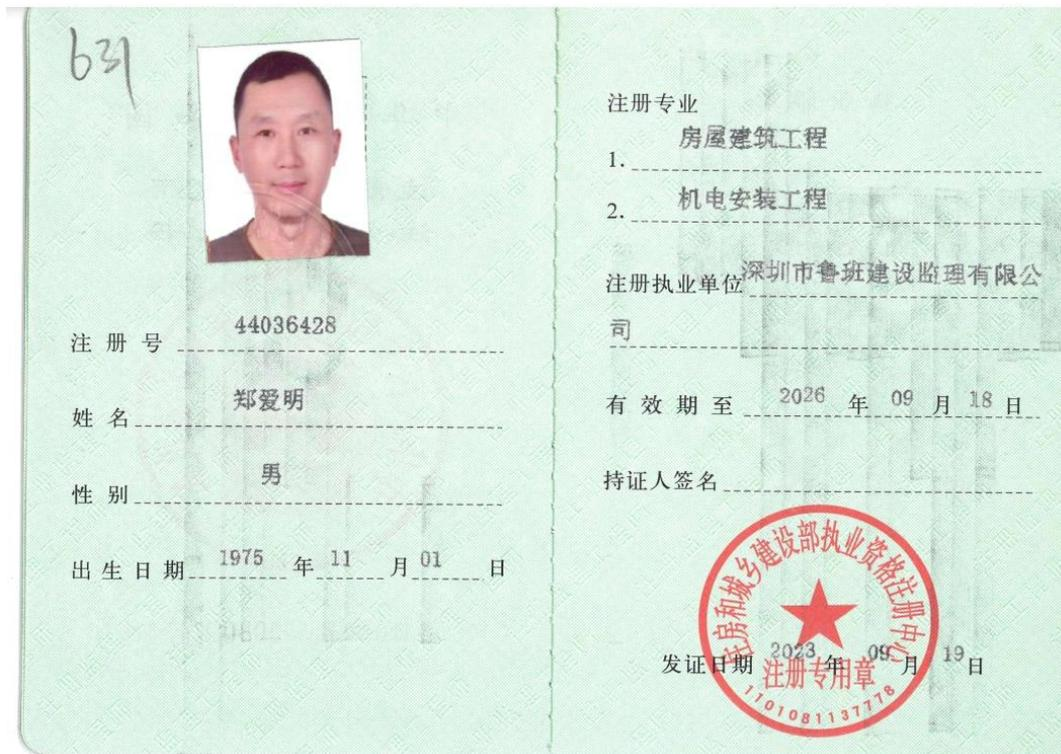 631
注册号 44036428
姓名 郑爱明
性别 男
出生日期 1975 年 11 月 01 日
注册专业
1. 房屋建筑工程
2. 机电安装工程
注册执业单位 深圳市鲁班建设监理有限公
司
有效期至 2026 年 09 月 18 日
持证人签名
住房和城乡建设部执业资格注册中心
发证日期 2023 年 09 月 19 日
注册专用章
1101081137778